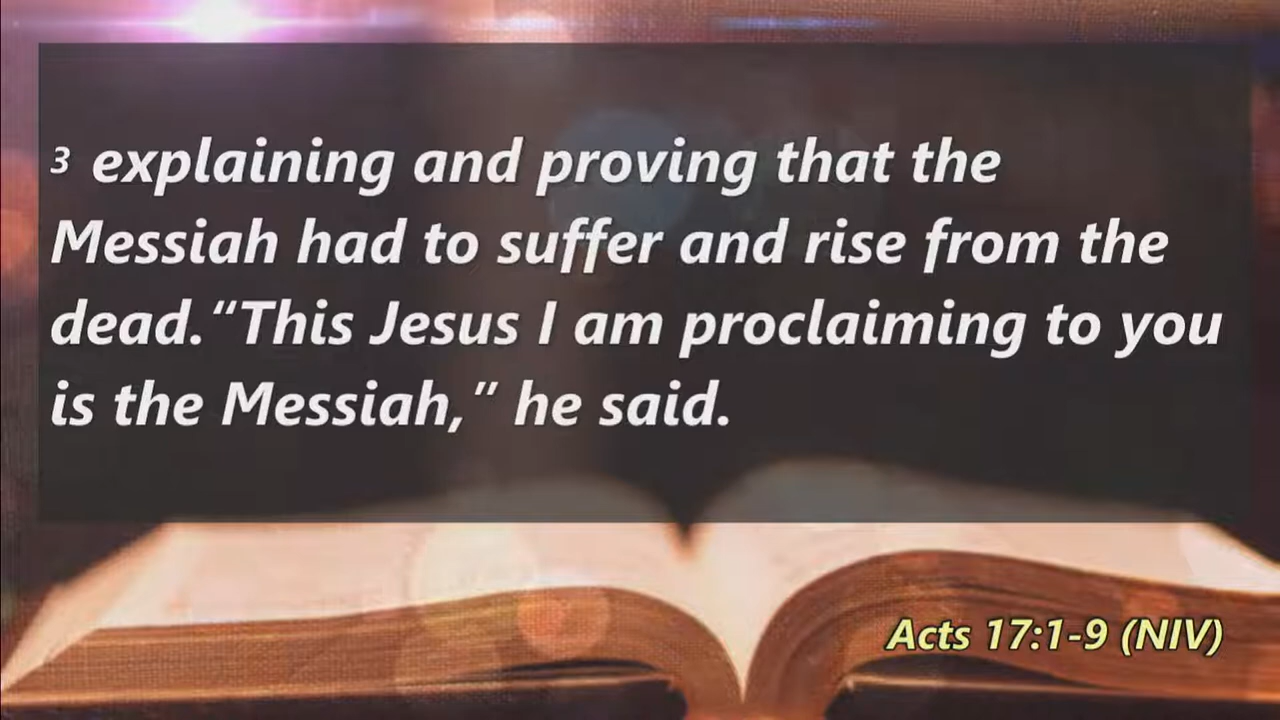 3 explaining and proving that the
Messiah had to suffer and rise from the
dead. “This Jesus I am proclaiming to you
is the Messiah,” he said.
Acts 17:1-9 (NIV)